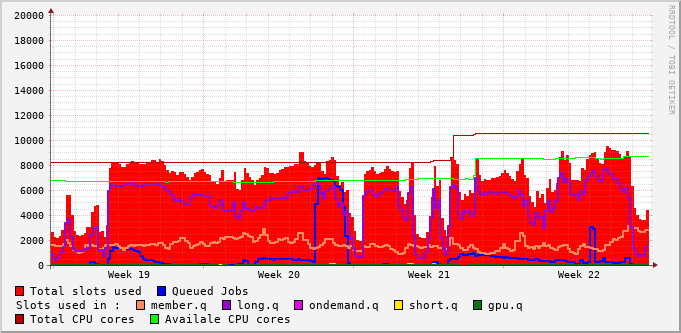 20000
18000
16000
14000
12000
10000
8000
6000
4000
2000
0
Week 19 Week 20 Week 21 Week 22
RRDTOOL / TOBI OETIKER
Total slots used Queued Jobs
Slots used in : member.q long.q ondemand.q short.q gpu.q
Total CPU cores Availale CPU cores